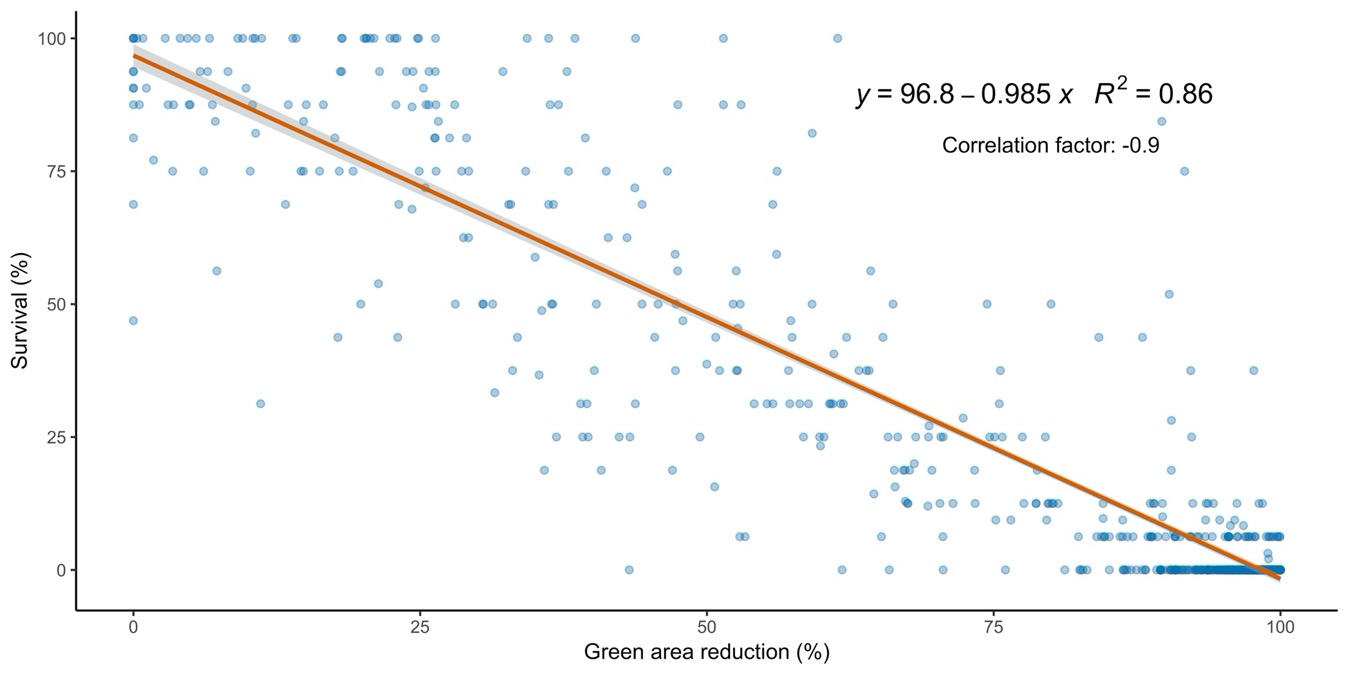 100
75
50
25
0
Survival (%)
y = 96.8 – 0.985 x R² = 0.86
Correlation factor: -0.9
0 25 50 75 100
Green area reduction (%)